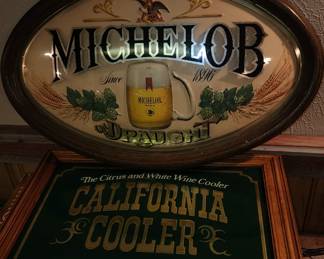 MICHELOB
Since 1896
MICHELOB
DRAUGHT
The Citrus and White Wine Cooler
CALIFORNIA
COOLER